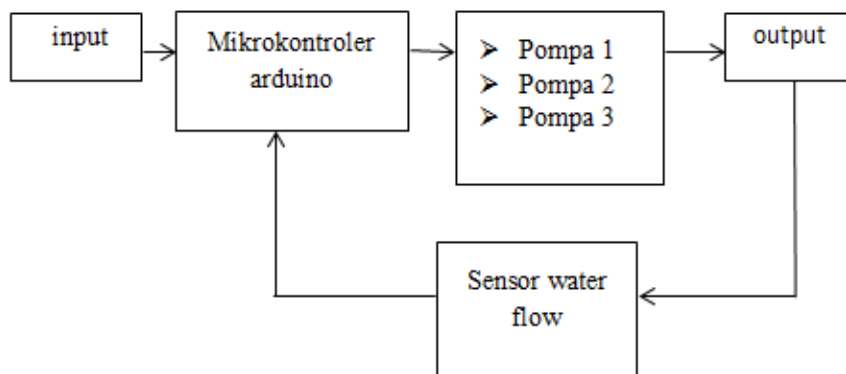 input
Mikrokontroler
arduino
➢ Pompa 1
➢ Pompa 2
➢ Pompa 3
output
Sensor water
flow